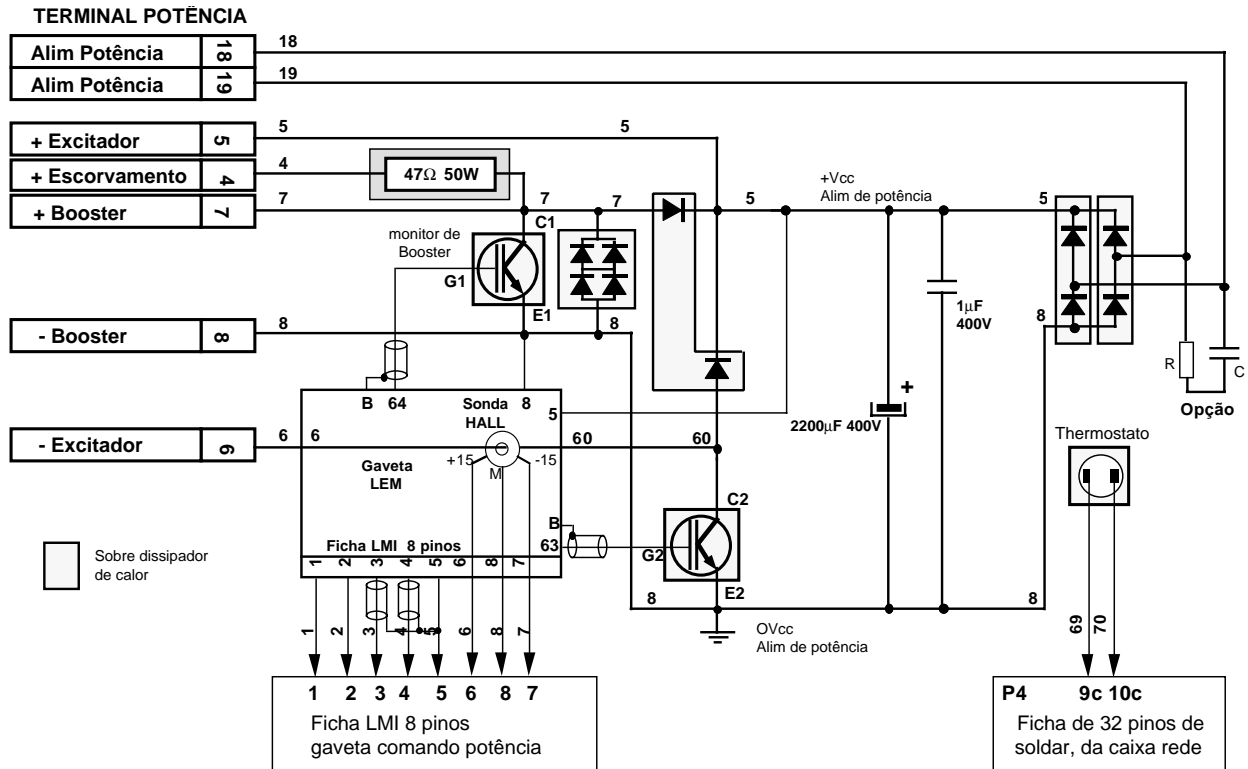 TERMINAL POTÊNCIA
Alim Potência 18 18
Alim Potência 19 19
+ Excitador 5 5 5
+ Escorvamento 4 4 47Ω 50W
+ Booster 7 7 7 7 5 5
+Vcc
Alim de potência
C1
monitor de
Booster
G1
E1
- Booster 8 8 8 8
1μF
400V
R C
Opção
B 64 Sonda 8
HALL
5
+
2200μF 400V
- Excitador 6 6 6 60 60
+15 M -15
Gaveta
LEM
Thermostato
C2
B
63 G2
E2
Ficha LMI 8 pinos
1 2 3 4 5 6 8 7
Sobre dissipador
de calor
8 8
OVcc
Alim de potência
1 2 3 4 5 6 8 7
69 70
1 2 3 4 5 6 8 7
Ficha LMI 8 pinos
gaveta comando potência
P4 9c 10c
Ficha de 32 pinos de
soldar, da caixa rede